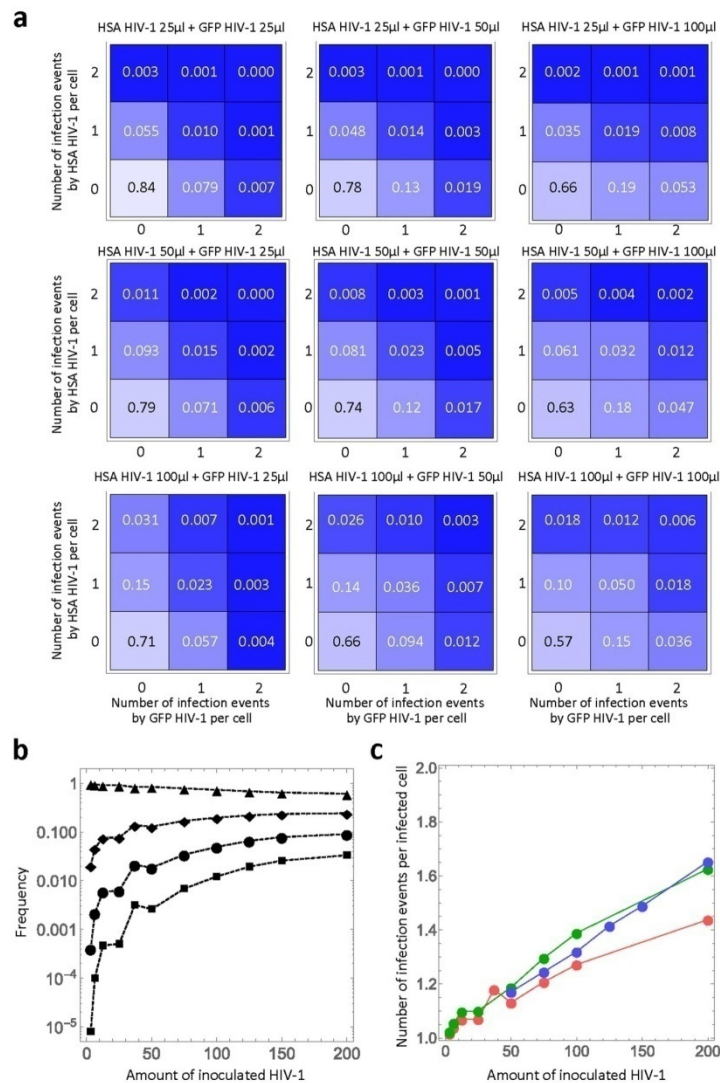 a
HSA HIV-1 25µl + GFP HIV-1 25µl
HSA HIV-1 25µl + GFP HIV-1 50µl
HSA HIV-1 25µl + GFP HIV-1 100µl
Number of infection events
by HSA HIV-1 per cell
2 0.003 0.001 0.000
1 0.055 0.010 0.001
0 0.84 0.079 0.007
0 1 2
2 0.003 0.001 0.000
1 0.048 0.014 0.003
0 0.78 0.13 0.019
0 1 2
2 0.002 0.001 0.001
1 0.035 0.019 0.008
0 0.66 0.19 0.053
0 1 2
HSA HIV-1 50µl + GFP HIV-1 25µl
HSA HIV-1 50µl + GFP HIV-1 50µl
HSA HIV-1 50µl + GFP HIV-1 100µl
Number of infection events
by HSA HIV-1 per cell
2 0.011 0.002 0.000
1 0.093 0.015 0.002
0 0.79 0.071 0.006
0 1 2
2 0.008 0.003 0.001
1 0.081 0.023 0.005
0 0.74 0.12 0.017
0 1 2
2 0.005 0.004 0.002
1 0.061 0.032 0.012
0 0.63 0.18 0.047
0 1 2
HSA HIV-1 100µl + GFP HIV-1 25µl
HSA HIV-1 100µl + GFP HIV-1 50µl
HSA HIV-1 100µl + GFP HIV-1 100µl
Number of infection events
by HSA HIV-1 per cell
2 0.031 0.007 0.001
1 0.15 0.023 0.003
0 0.71 0.057 0.004
0 1 2
Number of infection events
by GFP HIV-1 per cell
2 0.026 0.010 0.003
1 0.14 0.036 0.007
0 0.66 0.094 0.012
0 1 2
Number of infection events
by GFP HIV-1 per cell
2 0.018 0.012 0.006
1 0.10 0.050 0.018
0 0.57 0.15 0.036
0 1 2
Number of infection events
by GFP HIV-1 per cell
b
Frequency
1
0.100
0.010
0.001
10⁻⁴
10⁻⁵
0 50 100 150 200
Amount of inoculated HIV-1
c
Number of infection events per infected cell
2.0
1.8
1.6
1.4
1.2
1.0
0 50 100 150 200
Amount of inoculated HIV-1